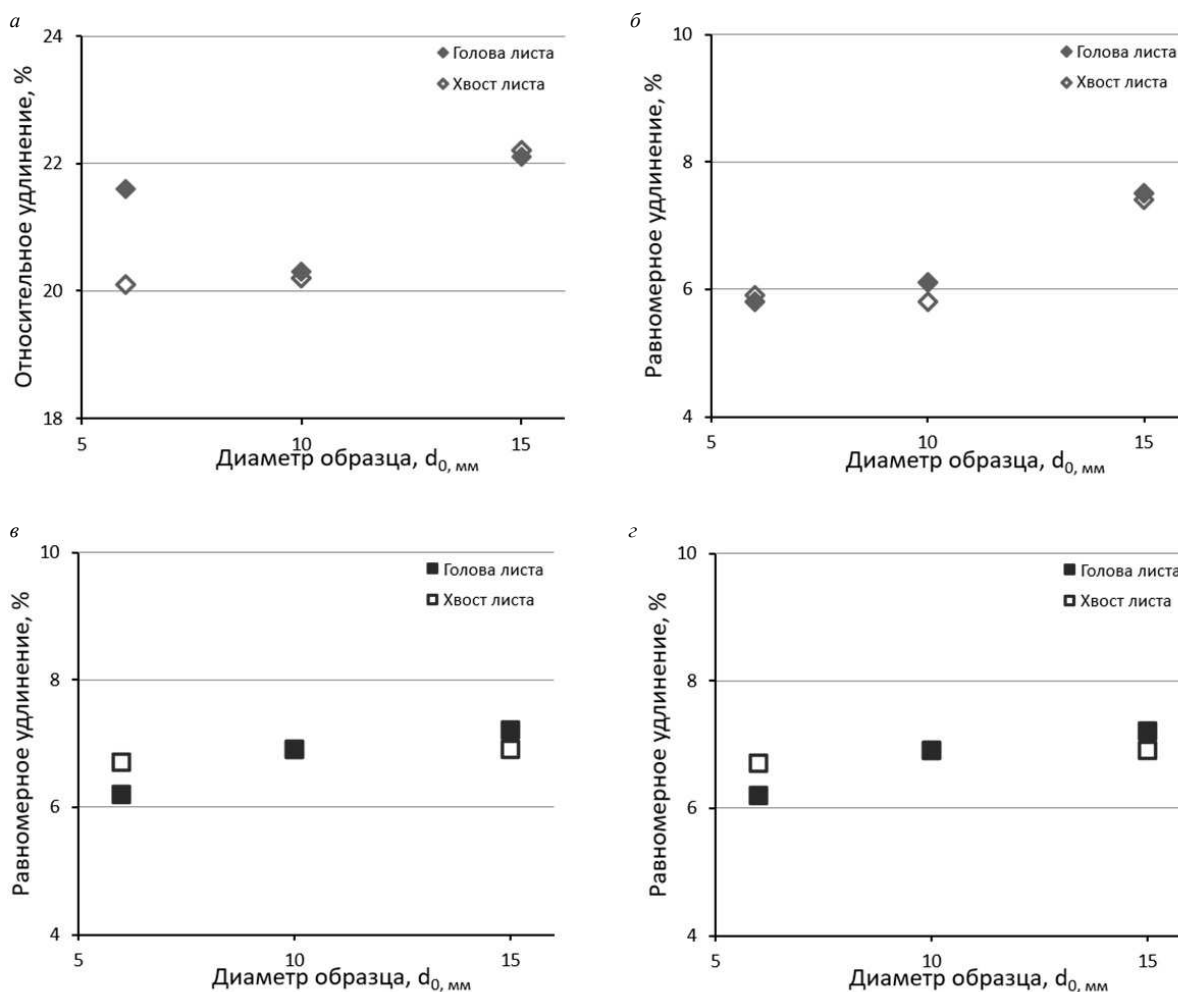 а
24
22
20
18
5
10
15
Относительное удлинение, %
Диаметр образца, d0, мм
Голова листа
Хвост листа
б
10
8
6
4
5
10
15
Равномерное удлинение, %
Диаметр образца, d0, мм
Голова листа
Хвост листа
в
10
8
6
4
5
10
15
Равномерное удлинение, %
Диаметр образца, d0, мм
Голова листа
Хвост листа
г
10
8
6
4
5
10
15
Равномерное удлинение, %
Диаметр образца, d0, мм
Голова листа
Хвост листа